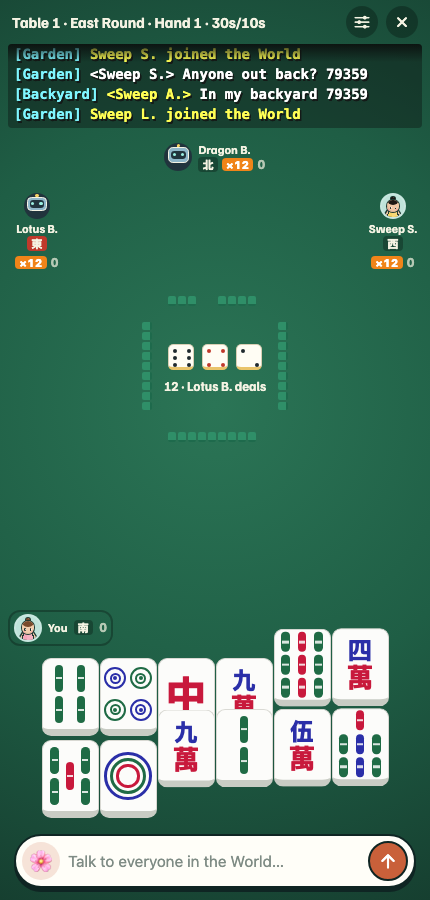 Table 1 · East Round · Hand 1 · 30s/10s
[Garden] Sweep S. joined the World
[Garden] <Sweep S.> Anyone out back? 79359
[Backyard] <Sweep A.> In my backyard 79359
[Garden] Sweep L. joined the World
Dragon B.
北 ×12 0
Lotus B.
東
×12 0
Sweep S.
西
×12 0
12 · Lotus B. deals
You 南 0
四萬
中
九萬
九萬
伍萬
Talk to everyone in the World...